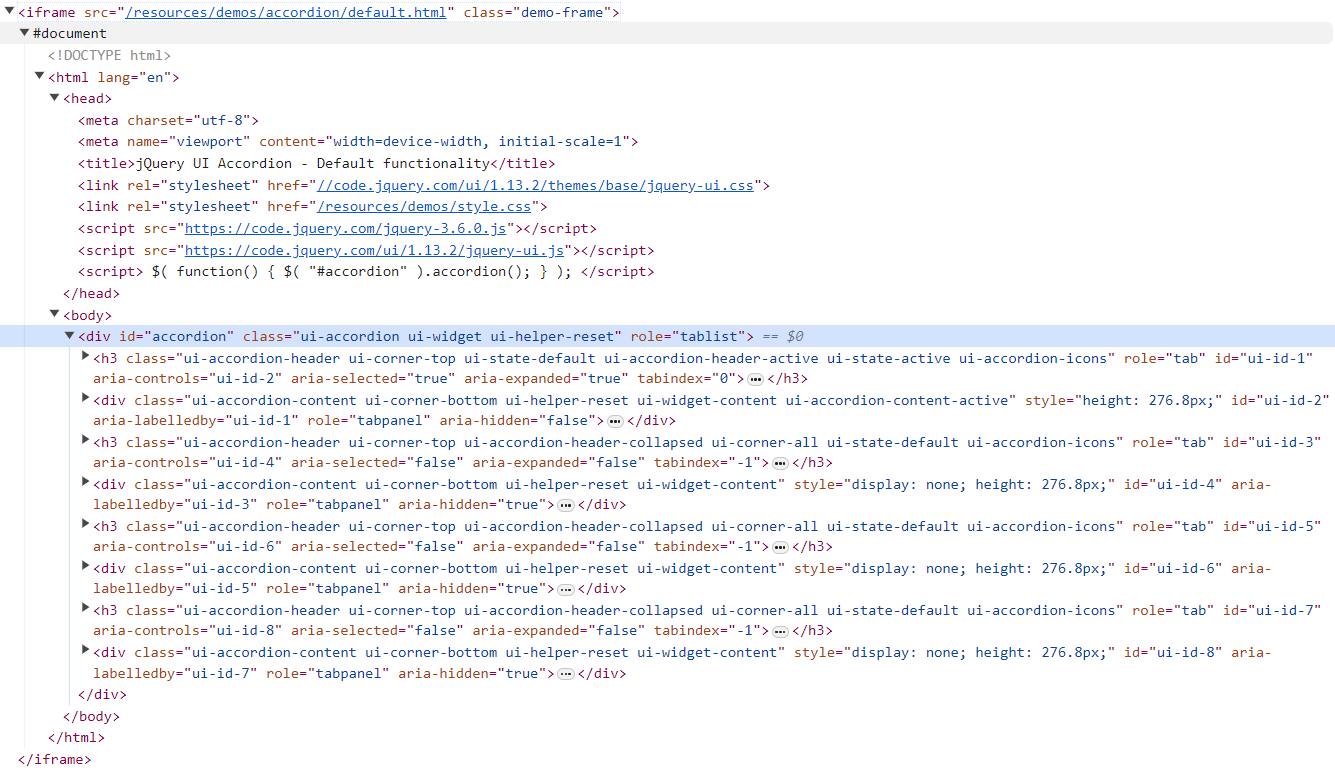 <iframe src="/resources/demos/accordion/default.html" class="demo-frame">
#document
<!DOCTYPE html>
<html lang="en">
<head>
<meta charset="utf-8">
<meta name="viewport" content="width=device-width, initial-scale=1">
<title>jQuery UI Accordion - Default functionality</title>
<link rel="stylesheet" href="//code.jquery.com/ui/1.13.2/themes/base/jquery-ui.css">
<link rel="stylesheet" href="/resources/demos/style.css">
<script src="https://code.jquery.com/jquery-3.6.0.js"></script>
<script src="https://code.jquery.com/ui/1.13.2/jquery-ui.js"></script>
<script> $( function() { $( "#accordion" ).accordion(); } ); </script>
</head>
<body>
<div id="accordion" class="ui-accordion ui-widget ui-helper-reset" role="tablist"> == $0
<h3 class="ui-accordion-header ui-corner-top ui-state-default ui-accordion-header-active ui-state-active ui-accordion-icons" role="tab" id="ui-id-1"
aria-controls="ui-id-2" aria-selected="true" aria-expanded="true" tabindex="0">…</h3>
<div class="ui-accordion-content ui-corner-bottom ui-helper-reset ui-widget-content ui-accordion-content-active" style="height: 276.8px;" id="ui-id-2"
aria-labelledby="ui-id-1" role="tabpanel" aria-hidden="false">…</div>
<h3 class="ui-accordion-header ui-corner-top ui-accordion-header-collapsed ui-corner-all ui-state-default ui-accordion-icons" role="tab" id="ui-id-3"
aria-controls="ui-id-4" aria-selected="false" aria-expanded="false" tabindex="-1">…</h3>
<div class="ui-accordion-content ui-corner-bottom ui-helper-reset ui-widget-content" style="display: none; height: 276.8px;" id="ui-id-4" aria-
labelledby="ui-id-3" role="tabpanel" aria-hidden="true">…</div>
<h3 class="ui-accordion-header ui-corner-top ui-accordion-header-collapsed ui-corner-all ui-state-default ui-accordion-icons" role="tab" id="ui-id-5"
aria-controls="ui-id-6" aria-selected="false" aria-expanded="false" tabindex="-1">…</h3>
<div class="ui-accordion-content ui-corner-bottom ui-helper-reset ui-widget-content" style="display: none; height: 276.8px;" id="ui-id-6" aria-
labelledby="ui-id-5" role="tabpanel" aria-hidden="true">…</div>
<h3 class="ui-accordion-header ui-corner-top ui-accordion-header-collapsed ui-corner-all ui-state-default ui-accordion-icons" role="tab" id="ui-id-7"
aria-controls="ui-id-8" aria-selected="false" aria-expanded="false" tabindex="-1">…</h3>
<div class="ui-accordion-content ui-corner-bottom ui-helper-reset ui-widget-content" style="display: none; height: 276.8px;" id="ui-id-8" aria-
labelledby="ui-id-7" role="tabpanel" aria-hidden="true">…</div>
</div>
</body>
</html>
</iframe>